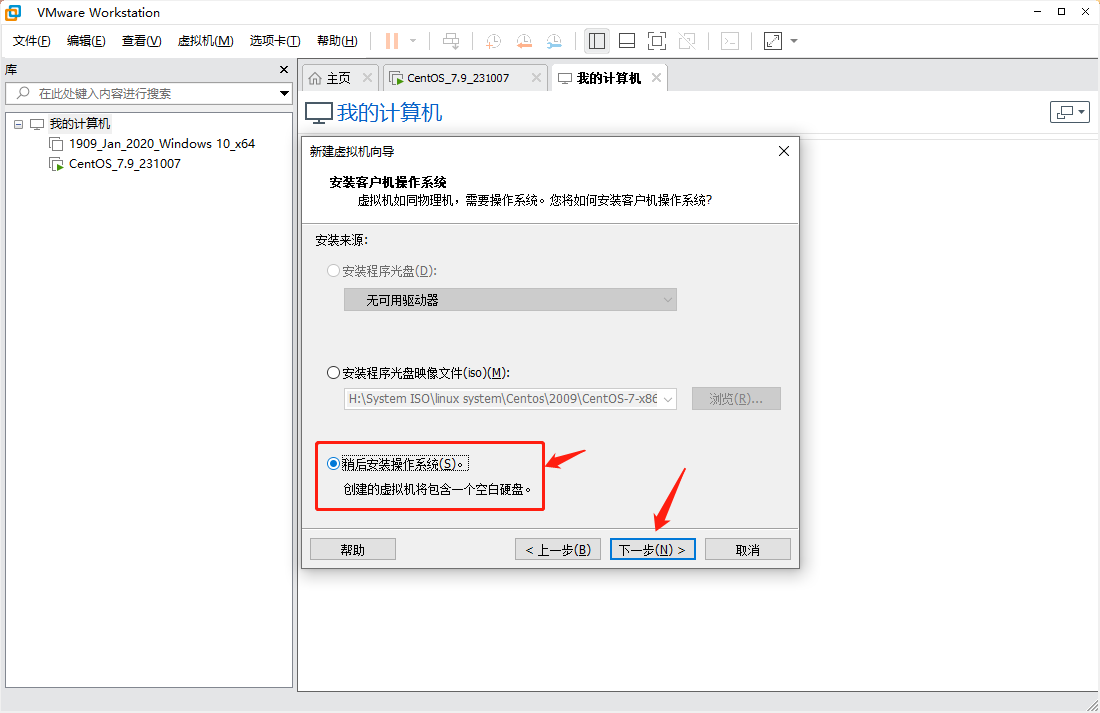 VMware Workstation
文件(F) 编辑(E) 查看(V) 虚拟机(M) 选项卡(T) 帮助(H)
库
在此处键入内容进行搜索
我的计算机
1909_Jan_2020_Windows 10_x64
CentOS_7.9_231007
主页 CentOS_7.9_231007 我的计算机
我的计算机
新建虚拟机向导
安装客户机操作系统
虚拟机如同物理机，需要操作系统。您将如何安装客户机操作系统?
安装来源:
安装程序光盘(D):
无可用驱动器
安装程序光盘映像文件(iso)(M):
H:\System ISO\linux system\Centos\2009\CentOS-7-x86
浏览(R)...
稍后安装操作系统(S)。
创建的虚拟机将包含一个空白硬盘。
帮助 < 上一步(B) 下一步(N) > 取消